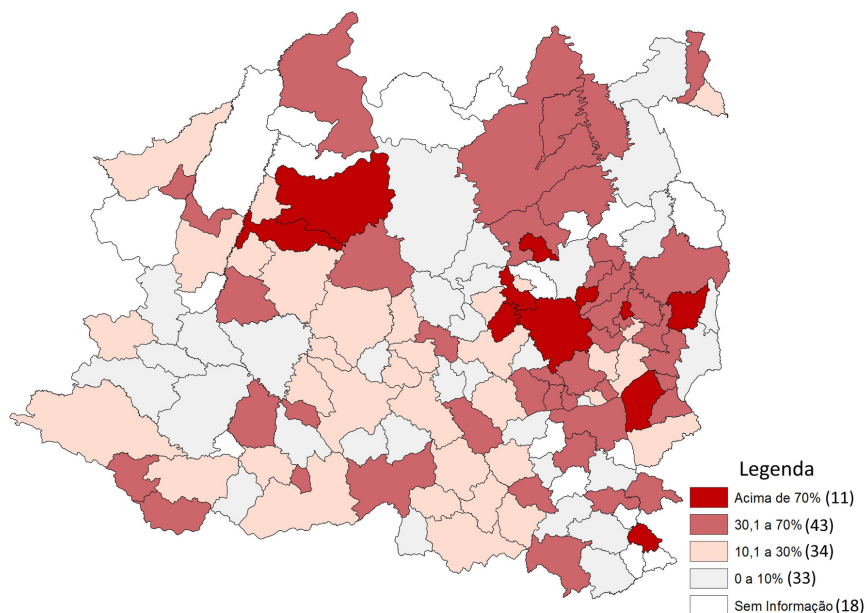 Legenda
Acima de 70% (11)
30,1 a 70% (43)
10,1 a 30% (34)
0 a 10% (33)
Sem Informação (18)